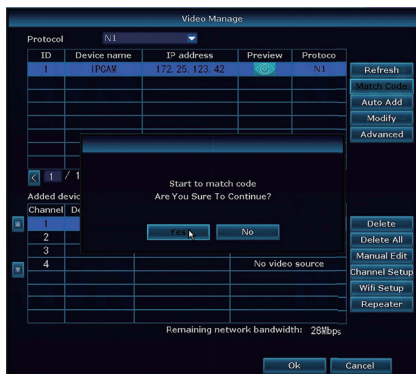 Video Manage
Protocol N1
ID Device name IP address Preview Protoco
1 IPCAM 172.25.123.42 N1
Refresh
Match Code
Auto Add
Modify
Advanced
< 1 / 1
Start to match code
Are You Sure To Continue?
Yes No
Added devic
Channel De
1
2
3
4 No video source
Delete
Delete All
Manual Edit
Channel Setup
Wifi Setup
Repeater
Remaining network bandwidth: 28Mbps
Ok Cancel